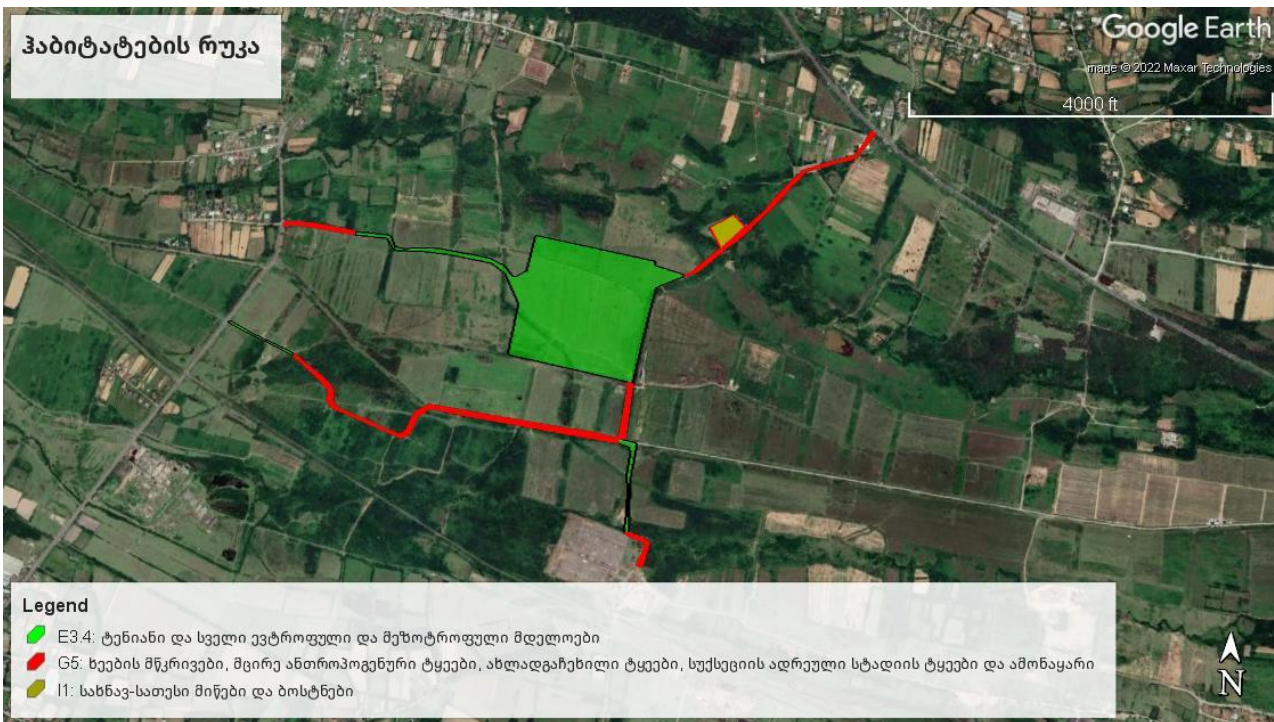 ჰაბიტატების რუკა
Google Earth
mage © 2022 Maxar Technologies
4000 ft
Legend
E3.4: ტენიანი და სველი ევტროფული და მეზოტროფული მდელოები
G5: ხეების მწკრივები, მცირე ანთროპოგენური ტყეები, ახლადგაჩეხილი ტყეები, სუქსეციის ადრეული სტადიის ტყეები და ამონაყარი
I1: სახნავ-სათესი მიწები და ბოსტნები
N